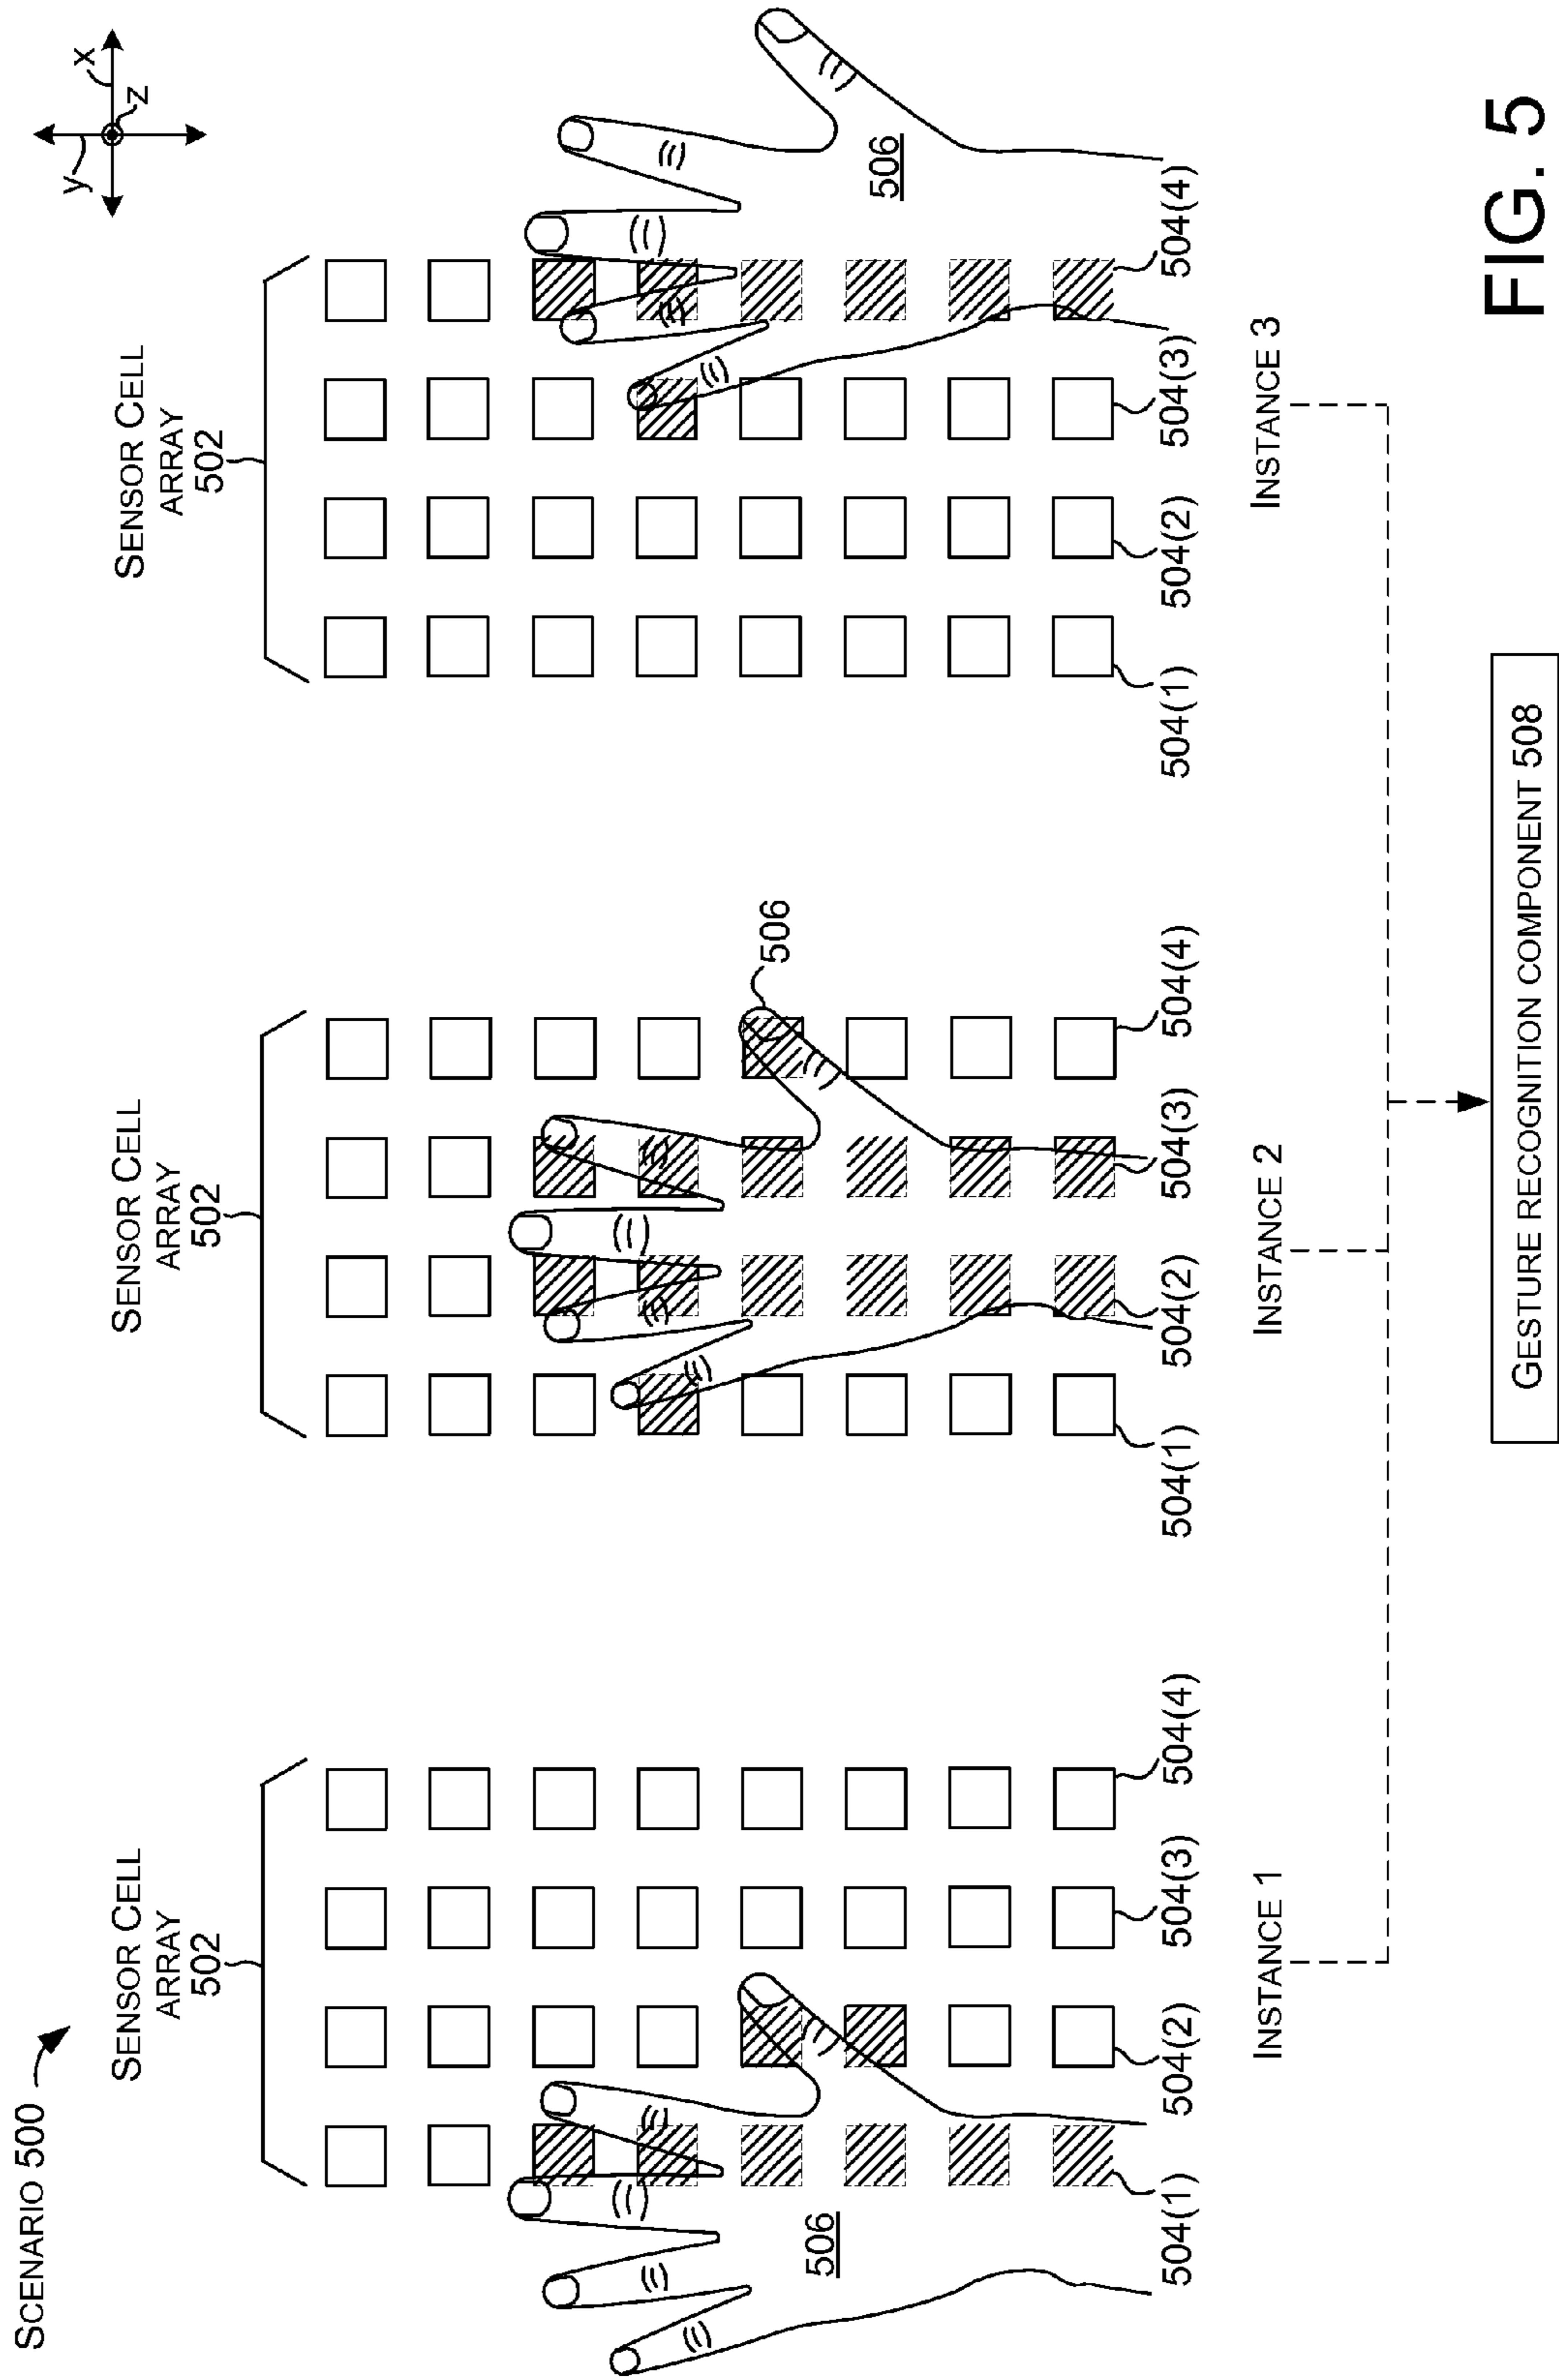 SCENARIO 500
y
x
z
SENSOR CELL
ARRAY
502
SENSOR CELL
ARRAY
502
SENSOR CELL
ARRAY
502
506
506
506
504(1)
504(2)
504(3)
504(4)
504(1)
504(2)
504(3)
504(4)
504(1)
504(2)
504(3)
504(4)
INSTANCE 1
INSTANCE 2
INSTANCE 3
GESTURE RECOGNITION COMPONENT 508
FIG. 5